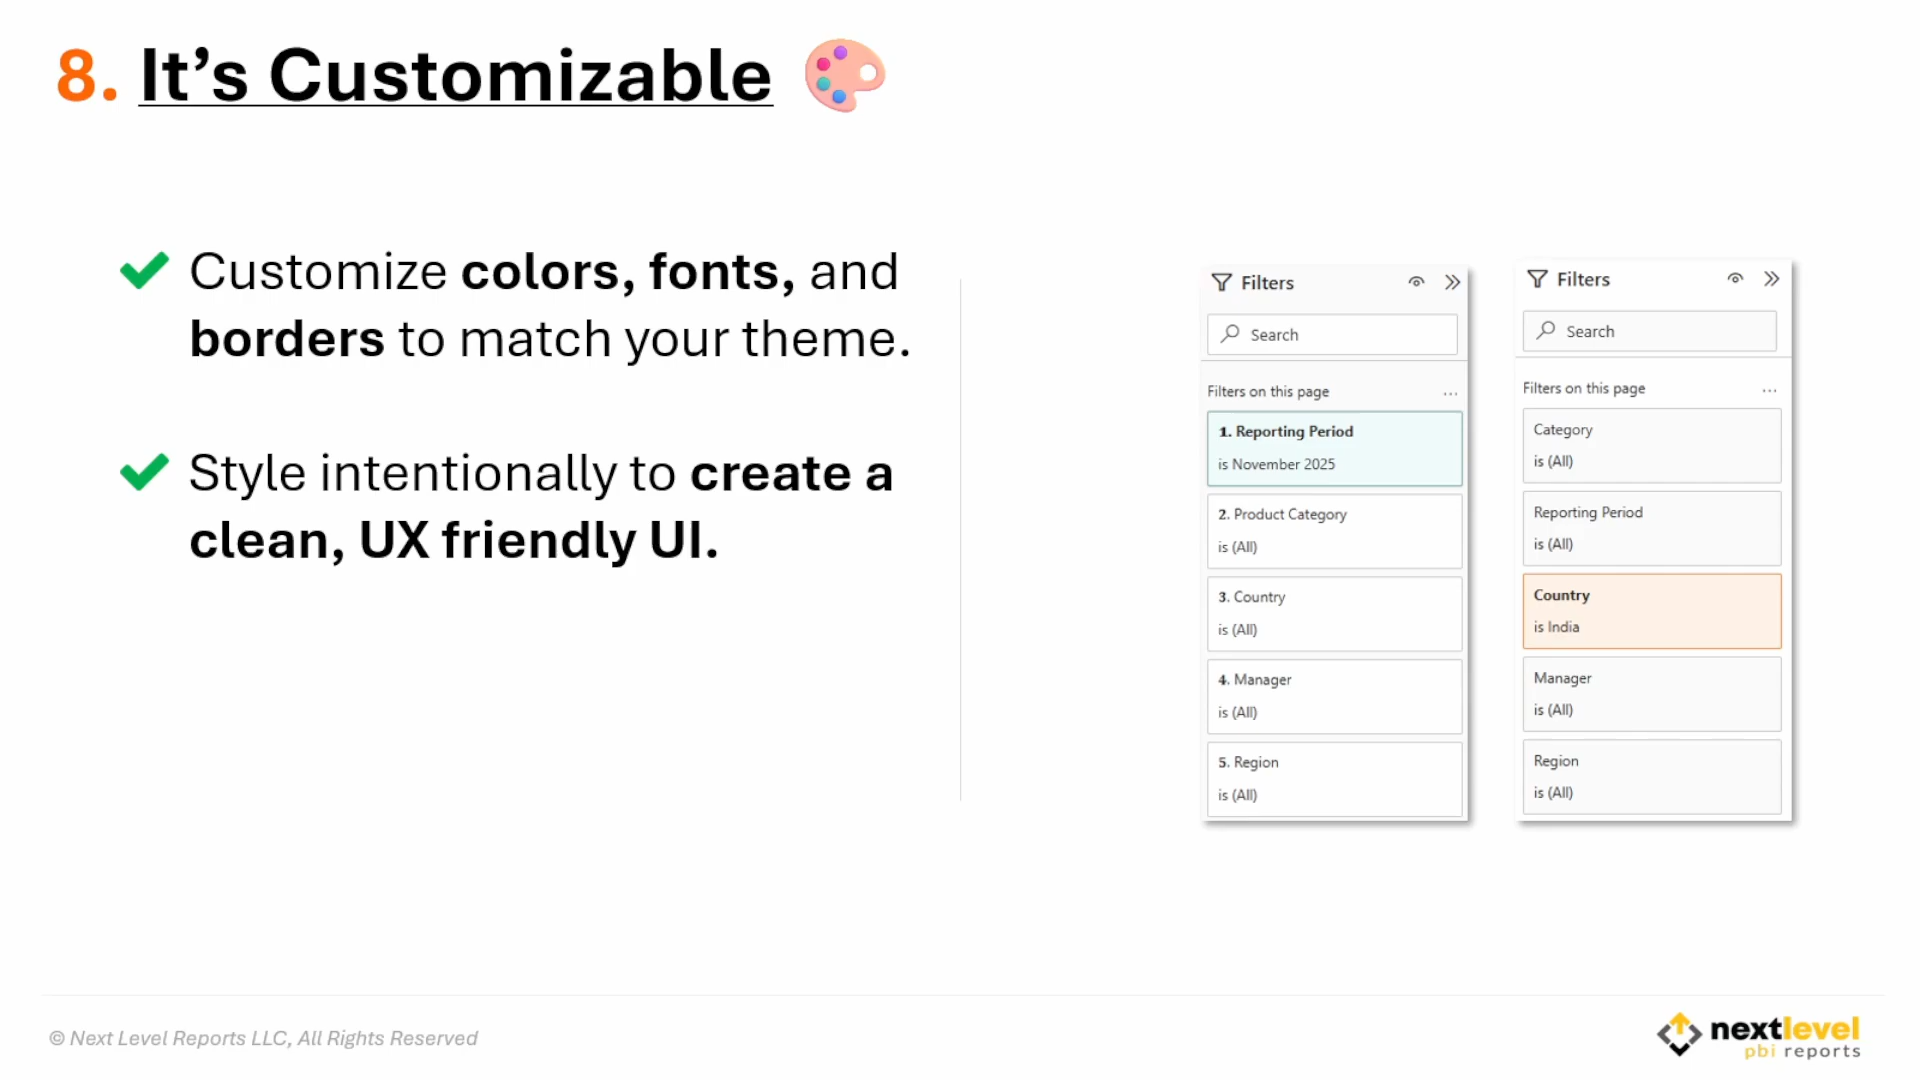 8. It’s Customizable
Customize colors, fonts, and
borders to match your theme.
Style intentionally to create a
clean, UX friendly UI.
Filters
Search
Filters on this page
...
1. Reporting Period
is November 2025
2. Product Category
is (All)
3. Country
is (All)
4. Manager
is (All)
5. Region
is (All)
Filters
Search
Filters on this page
...
Category
is (All)
Reporting Period
is (All)
Country
is India
Manager
is (All)
Region
is (All)
© Next Level Reports LLC, All Rights Reserved
nextlevel
pbi reports